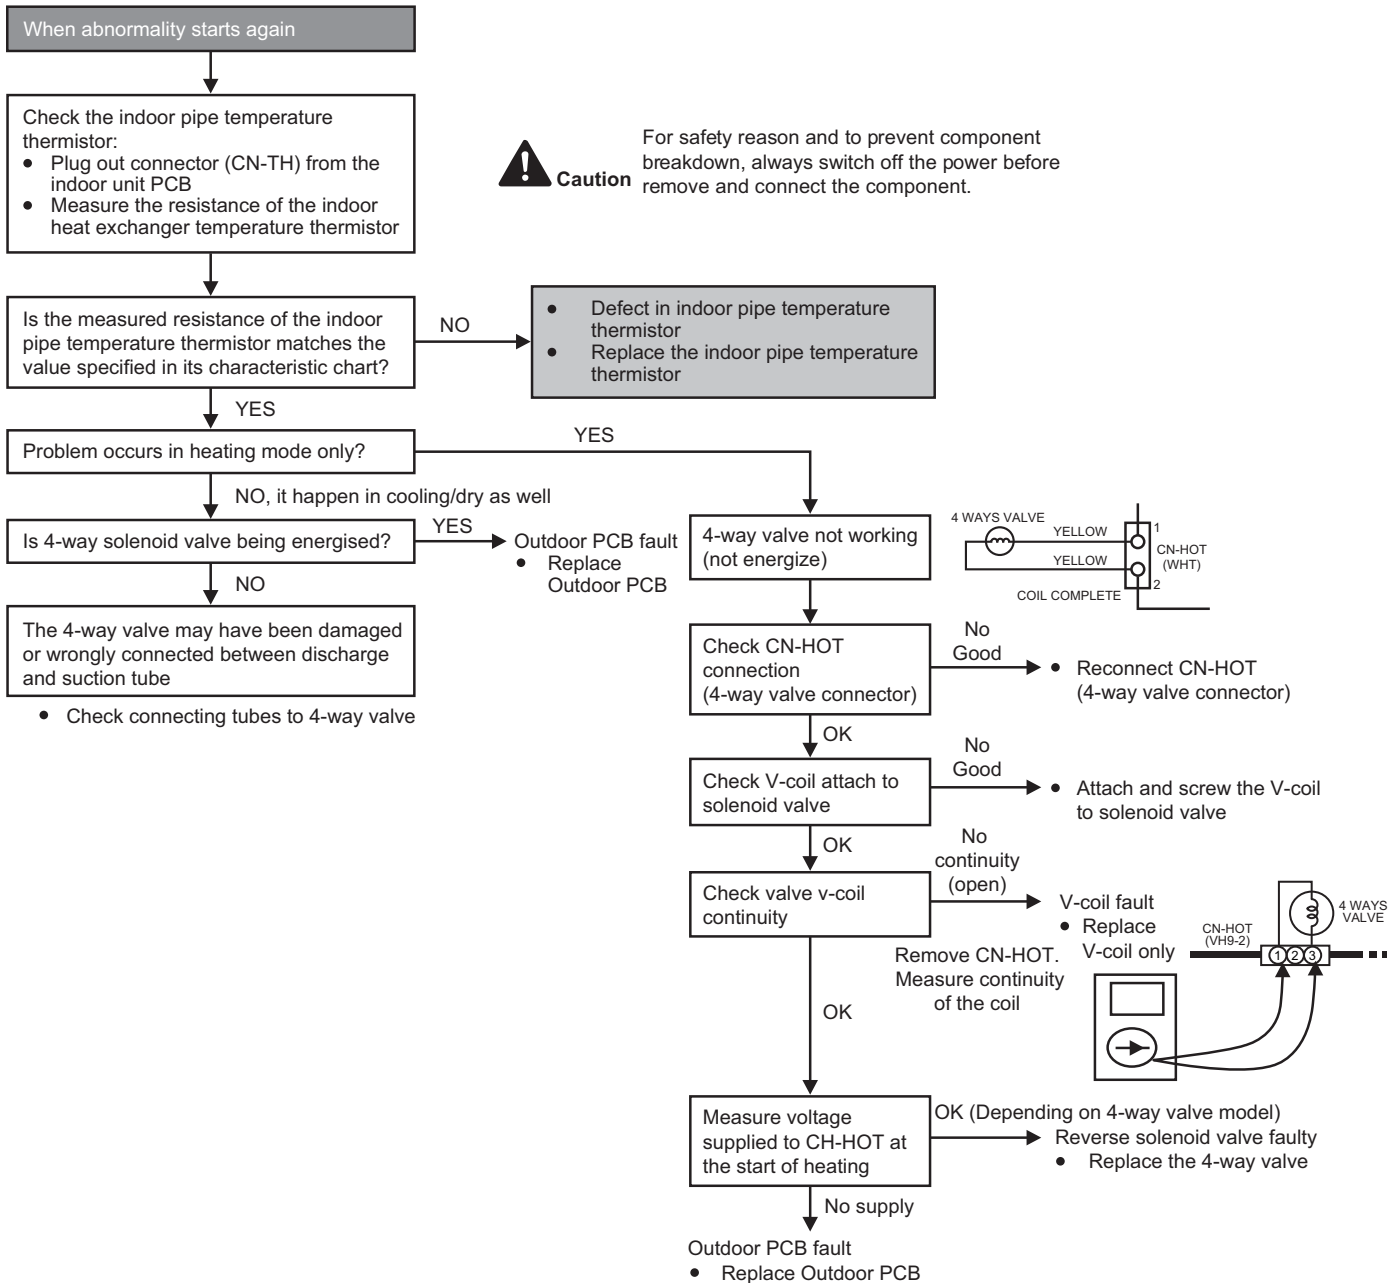 When abnormality starts again
Check the indoor pipe temperature
thermistor:
• Plug out connector (CN-TH) from the
indoor unit PCB
• Measure the resistance of the indoor
heat exchanger temperature thermistor
Caution
For safety reason and to prevent component
breakdown, always switch off the power before
remove and connect the component.
Is the measured resistance of the indoor
pipe temperature thermistor matches the
value specified in its characteristic chart?
NO
• Defect in indoor pipe temperature
thermistor
• Replace the indoor pipe temperature
thermistor
YES
Problem occurs in heating mode only?
YES
NO, it happen in cooling/dry as well
Is 4-way solenoid valve being energised?
YES
Outdoor PCB fault
• Replace
Outdoor PCB
NO
The 4-way valve may have been damaged
or wrongly connected between discharge
and suction tube
• Check connecting tubes to 4-way valve
4-way valve not working
(not energize)
4 WAYS VALVE
YELLOW
YELLOW
1
CN-HOT
(WHT)
2
COIL COMPLETE
Check CN-HOT
connection
(4-way valve connector)
No
Good
• Reconnect CN-HOT
(4-way valve connector)
OK
Check V-coil attach to
solenoid valve
No
Good
• Attach and screw the V-coil
to solenoid valve
OK
Check valve v-coil
continuity
No
continuity
(open)
V-coil fault
• Replace
V-coil only
Remove CN-HOT.
Measure continuity
of the coil
CN-HOT
(VH9-2)
4 WAYS
VALVE
1 2 3
OK
Measure voltage
supplied to CH-HOT at
the start of heating
OK (Depending on 4-way valve model)
Reverse solenoid valve faulty
• Replace the 4-way valve
No supply
Outdoor PCB fault
• Replace Outdoor PCB